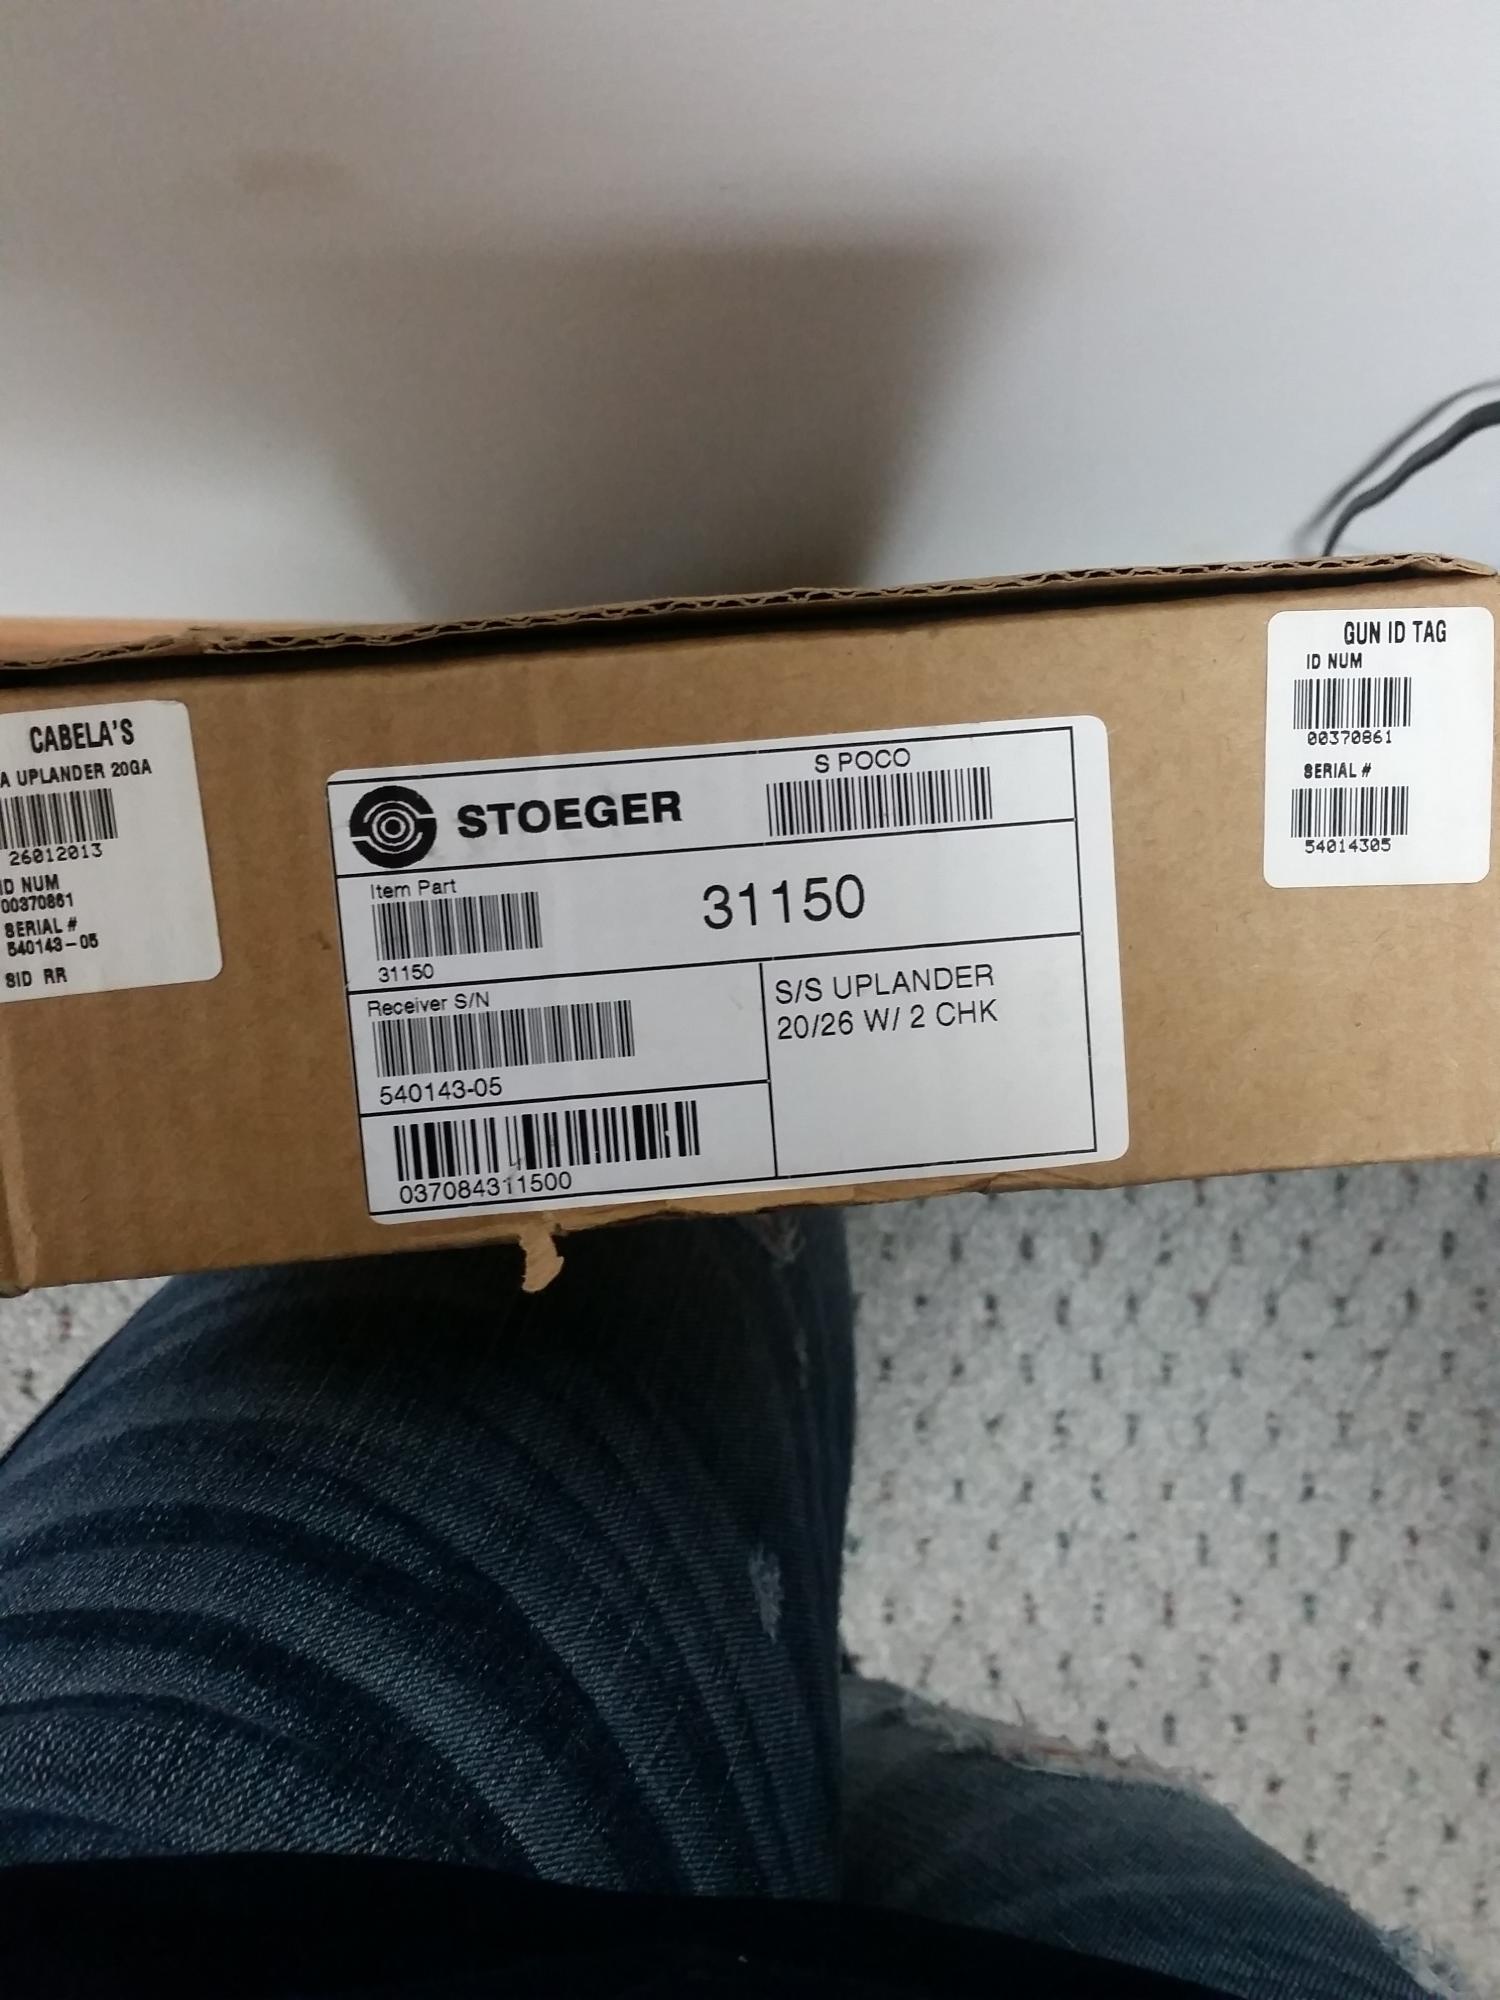 CABELA'S
A UPLANDER 20GA
26012013
ID NUM
00370861
SERIAL #
540143-05
SID RR
STOEGER
S POCO
Item Part
31150
31150
Receiver S/N
540143-05
037084311500
S/S UPLANDER
20/26 W/ 2 CHK
GUN ID TAG
ID NUM
00370861
SERIAL #
54014305